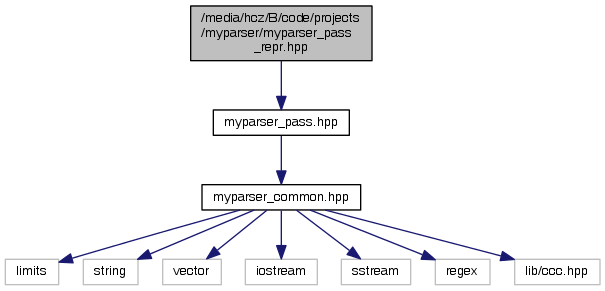 /media/hcz/B/code/projects
/myparser/myparser_pass
_repr.hpp
myparser_pass.hpp
myparser_common.hpp
limits
string
vector
iostream
sstream
regex
lib/ccc.hpp